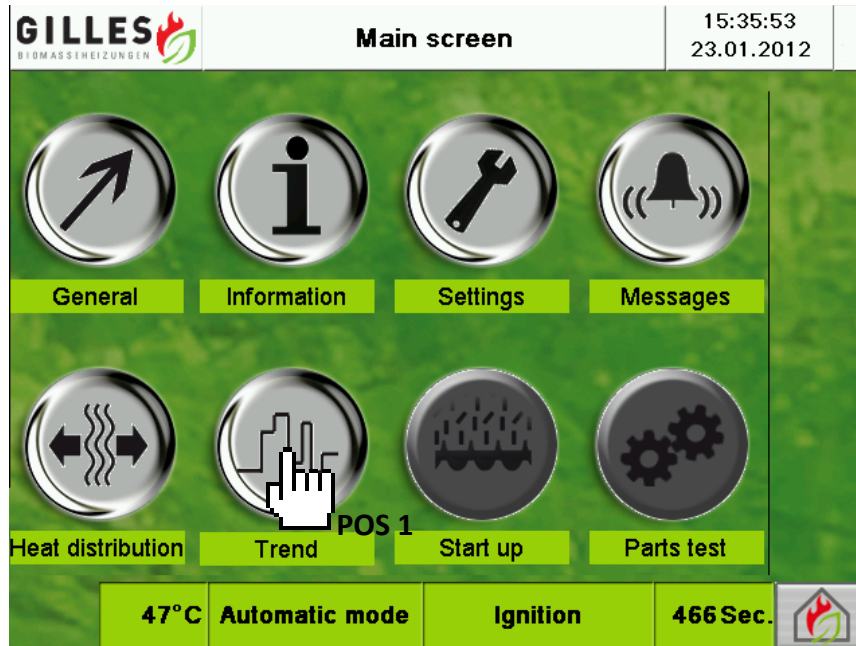 GILLES
BIOMASSEHEIZUNGEN
Main screen
15:35:53
23.01.2012
General
Information
Settings
Messages
POS 1
Heat distribution
Trend
Start up
Parts test
47°C
Automatic mode
Ignition
466 Sec.